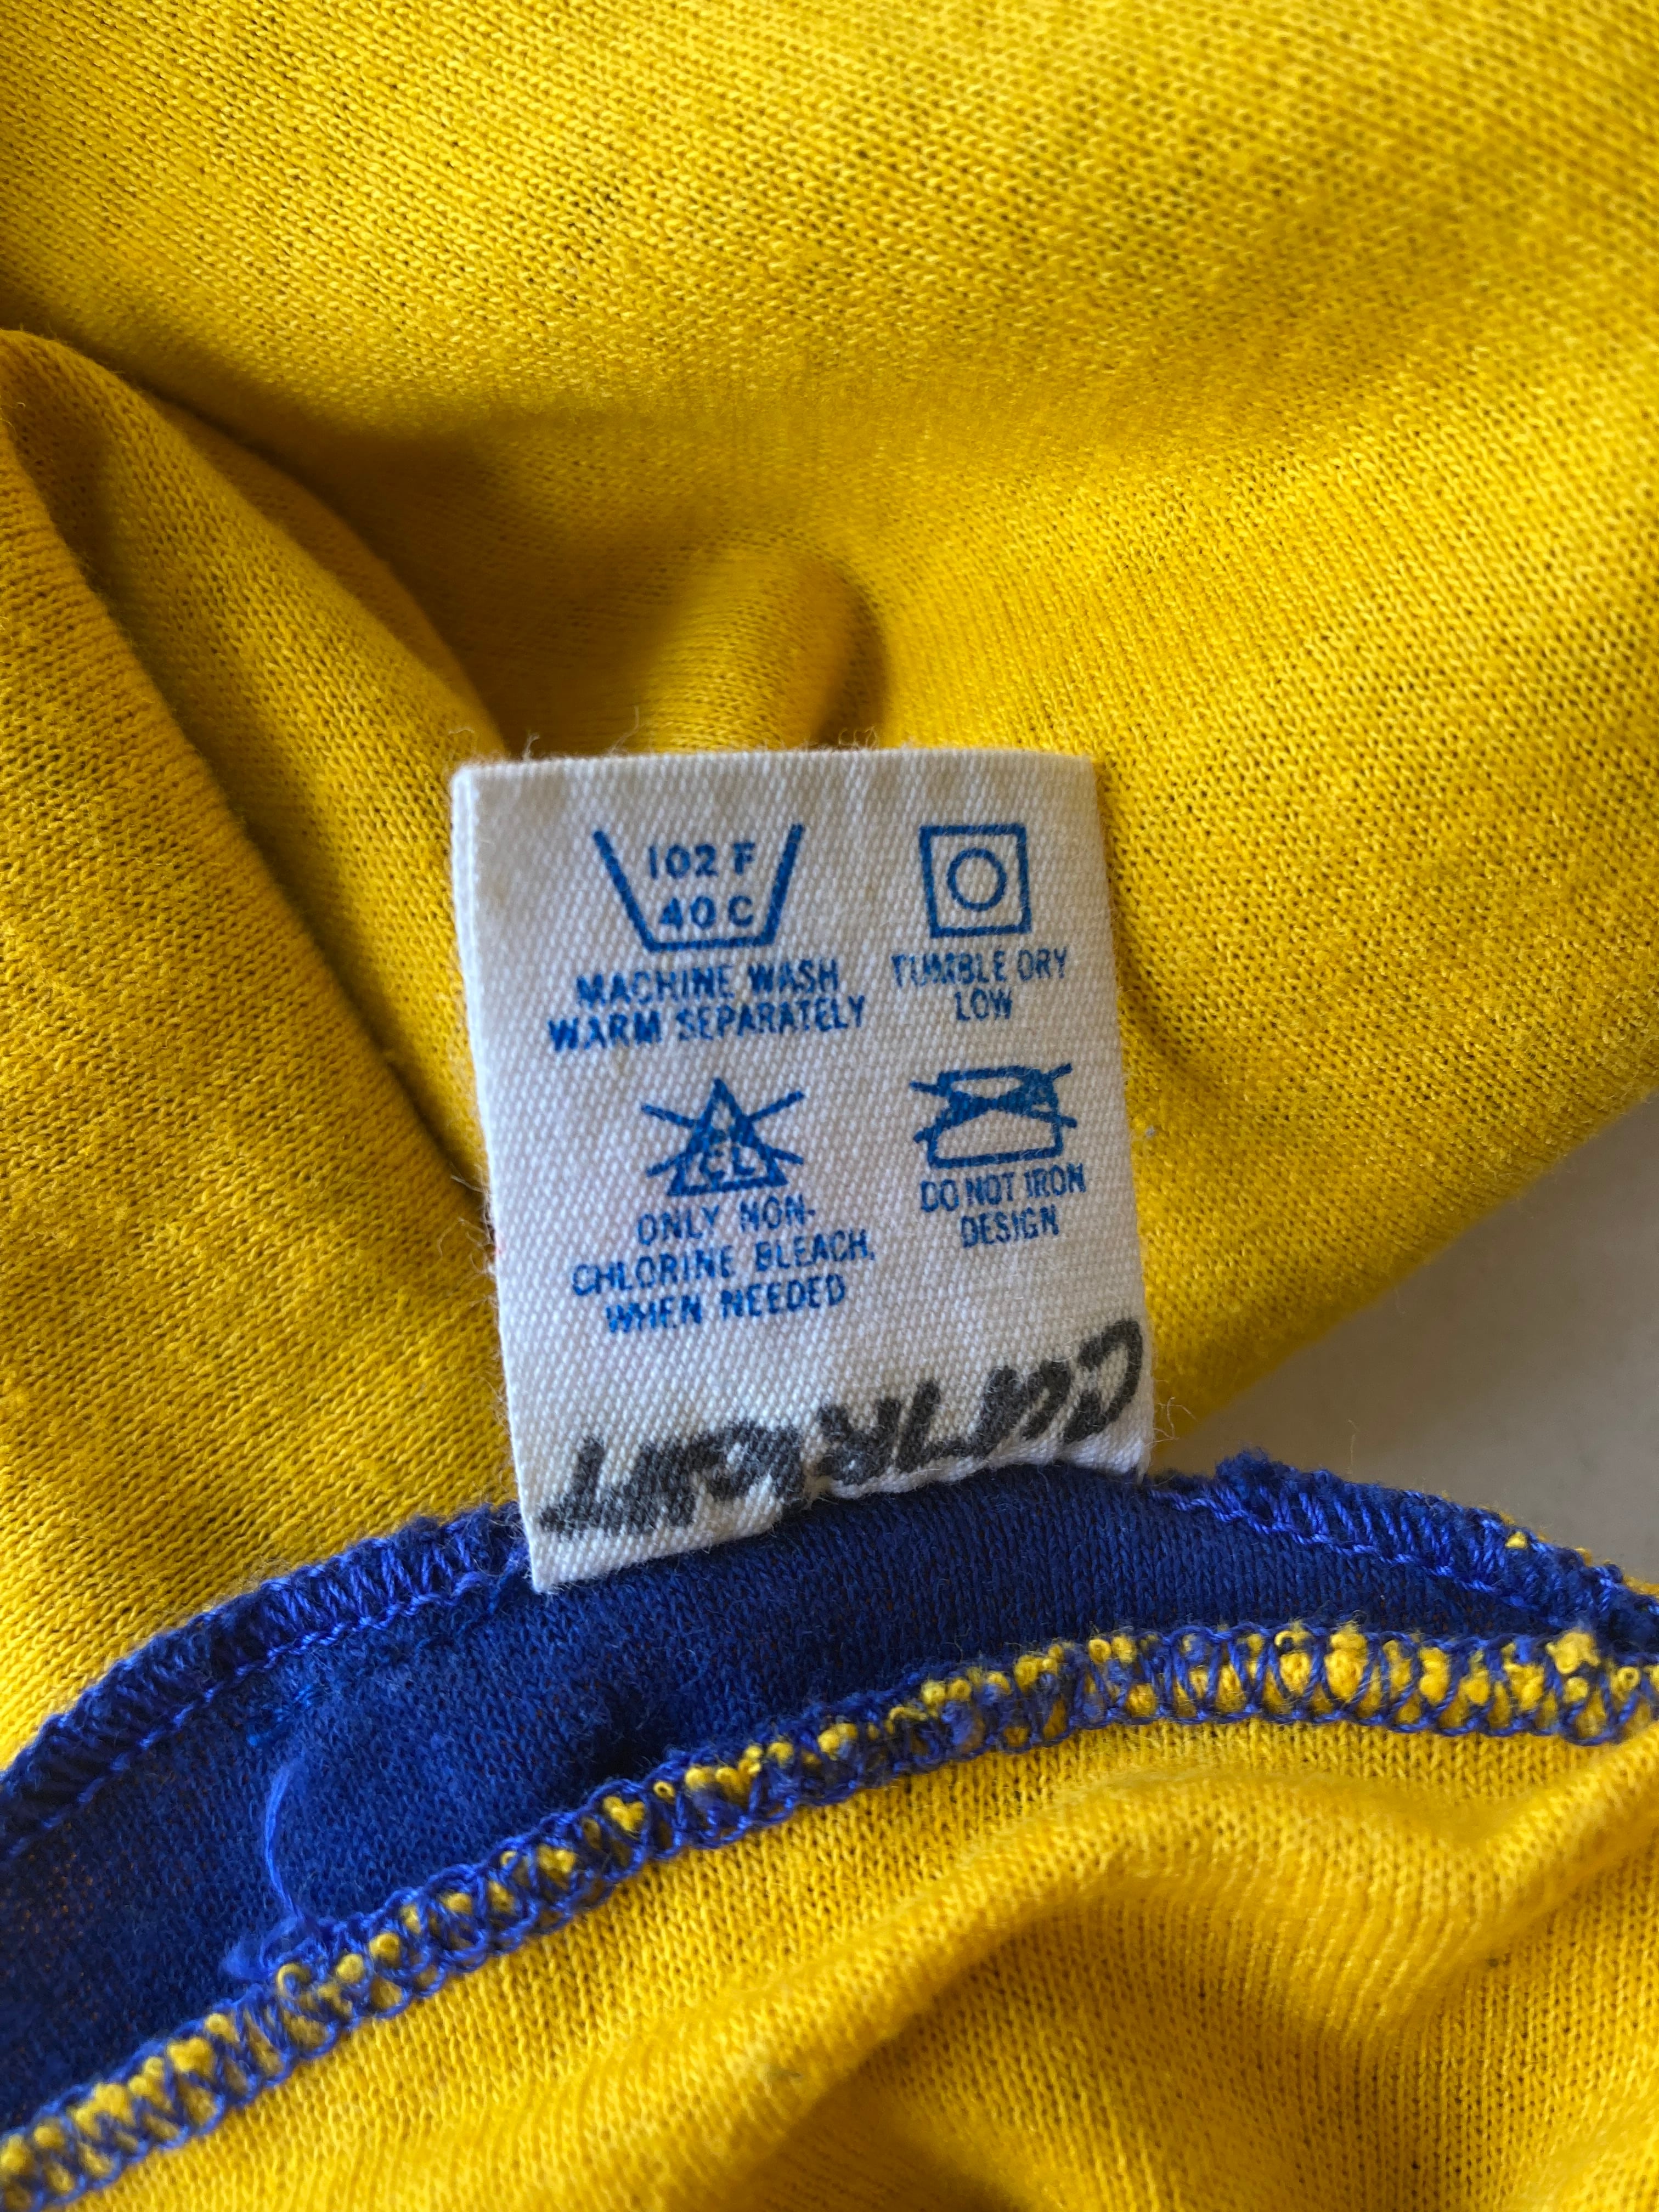 102 F
40 C
MACHINE WASH
WARM SEPARATELY
TUMBLE DRY
LOW
CL
ONLY NON-
CHLORINE BLEACH,
WHEN NEEDED
DO NOT IRON
DESIGN